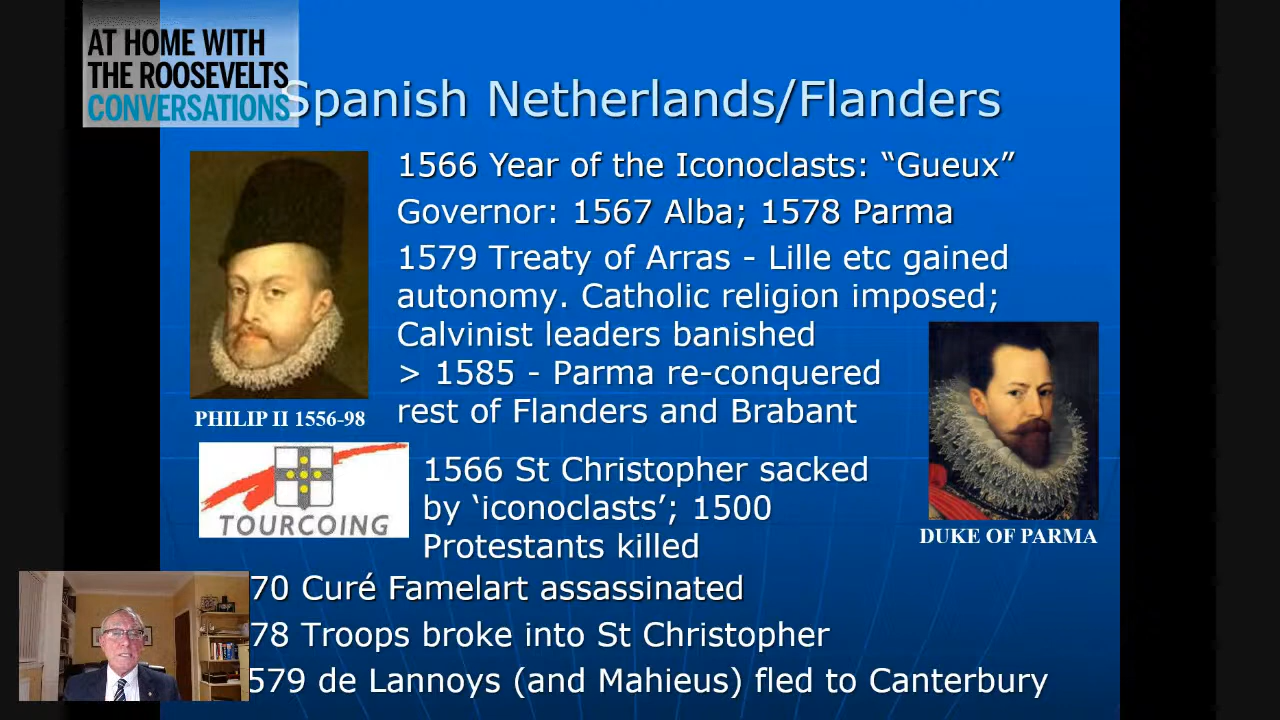 AT HOME WITH
THE ROOSEVELTS
CONVERSATIONS
Spanish Netherlands/Flanders
1566 Year of the Iconoclasts: “Gueux”
Governor: 1567 Alba; 1578 Parma
1579 Treaty of Arras - Lille etc gained
autonomy. Catholic religion imposed;
Calvinist leaders banished
> 1585 - Parma re-conquered
rest of Flanders and Brabant
PHILIP II 1556-98
TOURCOING
1566 St Christopher sacked
by ‘iconoclasts’; 1500
Protestants killed
DUKE OF PARMA
70 Curé Famelart assassinated
78 Troops broke into St Christopher
579 de Lannoys (and Mahieus) fled to Canterbury